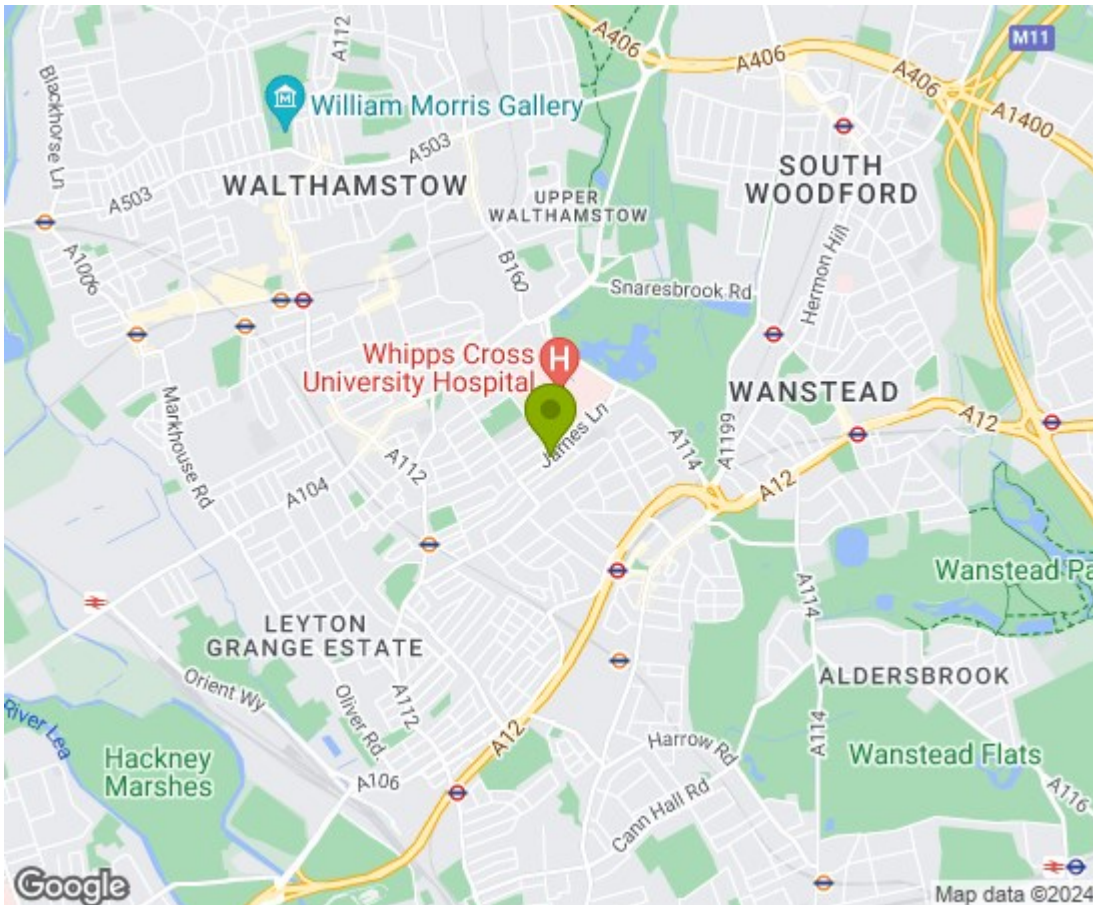 A112
A406
A406
A406
M11
A1400
Blackhorse Ln
William Morris Gallery
A503
A503
WALTHAMSTOW
UPPER
WALTHAMSTOW
SOUTH
WOODFORD
A1006
B160
Snaresbrook Rd
Hermon Hill
Whipps Cross
University Hospital
H
WANSTEAD
Markhouse Rd
James Ln
A112
A104
A114
A1199
A12
A12
Wanstead Pa
LEYTON
GRANGE ESTATE
A114
ALDERSBROOK
Orient Wy
Oliver Rd.
A112
River Lea
A12
Harrow Rd
A114
Wanstead Flats
Hackney
Marshes
A106
Cann Hall Rd
A116
Google
Map data ©2024